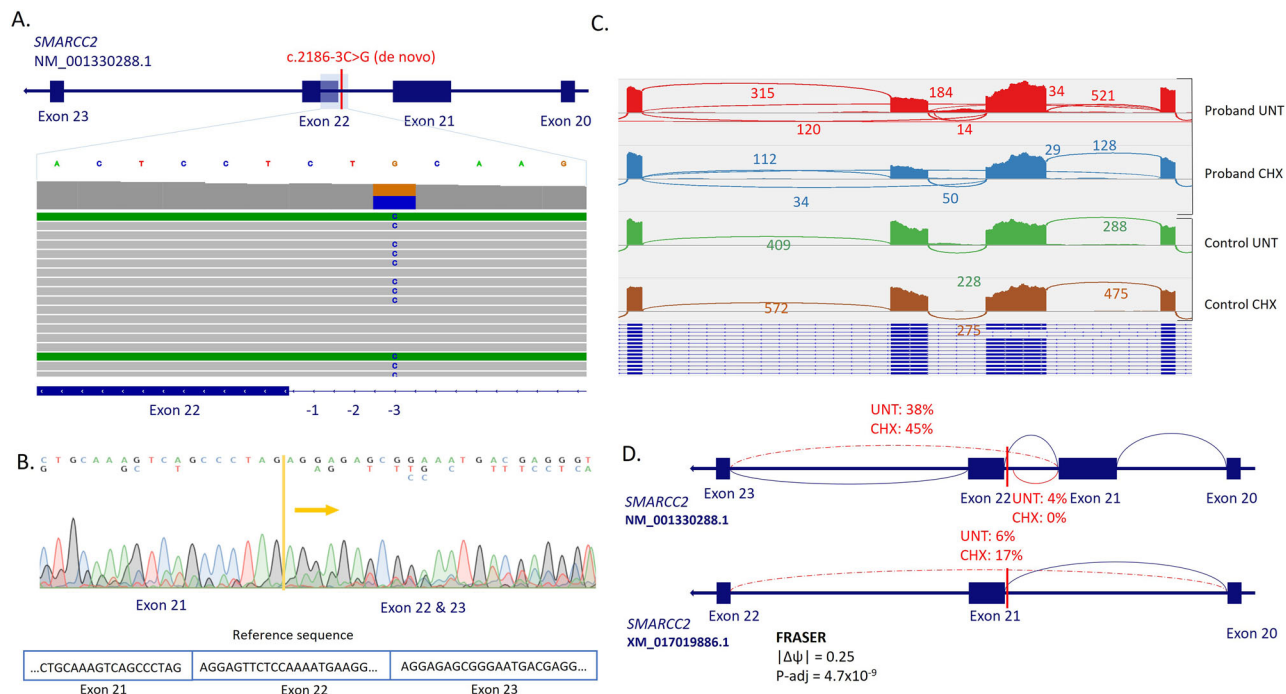 A.
SMARCC2
NM_001330288.1
c.2186-3C>G (de novo)
Exon 23
Exon 22
Exon 21
Exon 20
A C T C C T C T G C A A G
C
C
C
C
C
C
C
C
C
C
C
Exon 22
-1 -2 -3
B.
C T G C A A A G T C A G C C C T A G A G G A G A G C G G A A A T G A C G A G G G T
G G C T A G T T T G C T T T C C T C A
C C
Exon 21
Exon 22 & 23
Reference sequence
...CTGCAAAGTCAGCCCTAG
AGGAGTTCTCCAAAATGAAGG...
AGGAGAGCGGGAATGACGAGG...
Exon 21
Exon 22
Exon 23
C.
315
184
34
521
120
14
Proband UNT
112
29
128
34
50
Proband CHX
409
288
228
Control UNT
572
475
275
Control CHX
D.
UNT: 38%
CHX: 45%
Exon 23
Exon 22
Exon 21
Exon 20
SMARCC2
NM_001330288.1
UNT: 4%
CHX: 0%
UNT: 6%
CHX: 17%
Exon 22
Exon 21
Exon 20
SMARCC2
XM_017019886.1
FRASER
|Δψ| = 0.25
P-adj = 4.7x10⁻⁹